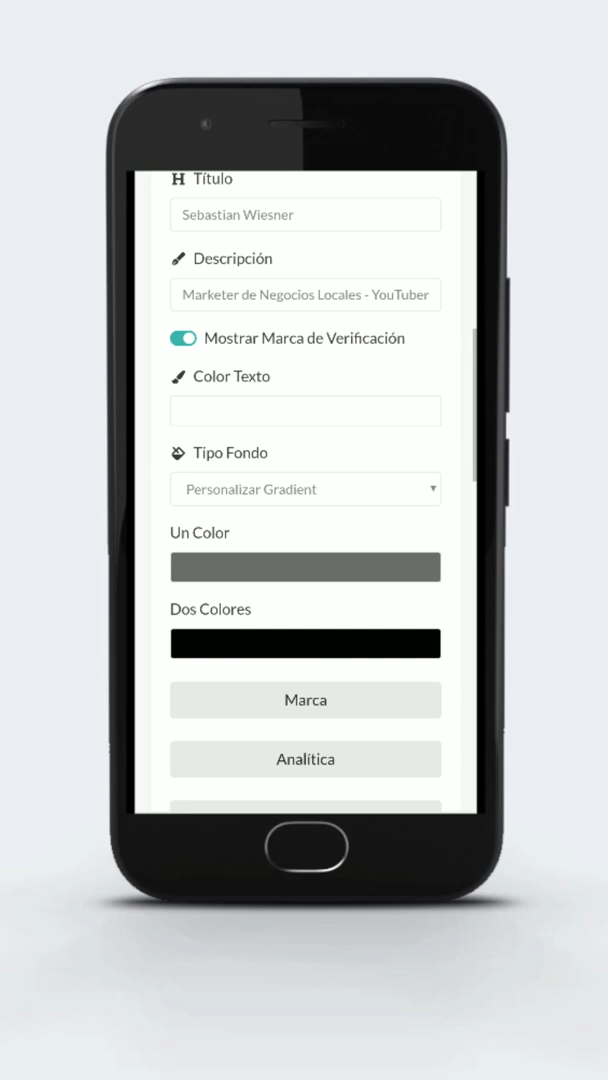 Título
Sebastian Wiesner
Descripción
Marketer de Negocios Locales - YouTuber
Mostrar Marca de Verificación
Color Texto
Tipo Fondo
Personalizar Gradient
Un Color
Dos Colores
Marca
Analítica